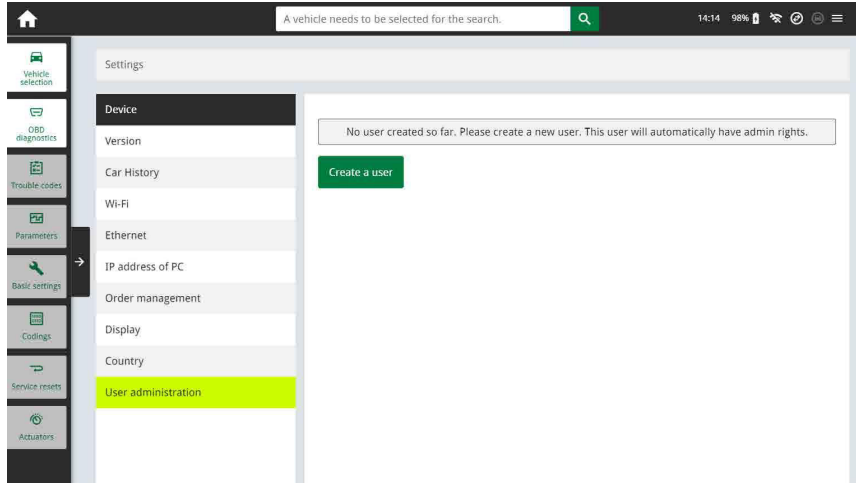 A vehicle needs to be selected for the search.
14:14 98%
Vehicle
selection
OBD
diagnostics
Trouble codes
Parameters
Basic settings
Codings
Service resets
Actuators
Settings
Device
Version
Car History
Wi-Fi
Ethernet
IP address of PC
Order management
Display
Country
User administration
No user created so far. Please create a new user. This user will automatically have admin rights.
Create a user